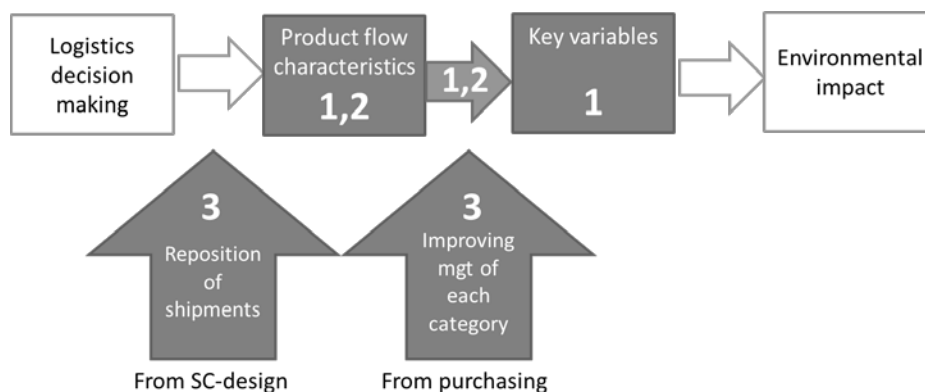 Logistics
decision
making
Product flow
characteristics
1,2
1,2
Key variables
1
Environmental
impact
3
Reposition
of
shipments
3
Improving
mgt of
each
category
From SC-design
From purchasing